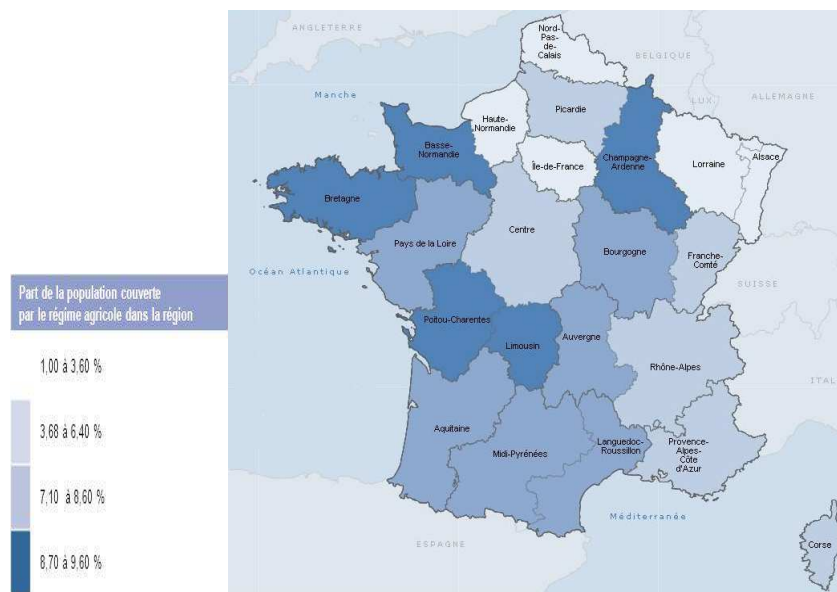 ANGLETERRE
Nord-
Pas-
de-
Calais
BELGIQUE
Manche
LUX.
ALLEMAGNE
Picardie
Haute-
Normandie
Basse-
Normandie
Île-de-France
Champagne-
Ardenne
Lorraine
Alsace
Bretagne
Pays de la Loire
Centre
Bourgogne
Franche-
Comté
Océan Atlantique
SUISSE
Part de la population couverte
par le régime agricole dans la région
1,00 à 3,60 %
3,68 à 6,40 %
7,10 à 8,60 %
8,70 à 9,60 %
Poitou-Charentes
Limousin
Auvergne
Rhône-Alpes
ITAL
Aquitaine
Midi-Pyrénées
Languedoc-
Roussillon
Provence-
Alpes-
Côte
d'Azur
Méditerranée
ESPAGNE
Corse